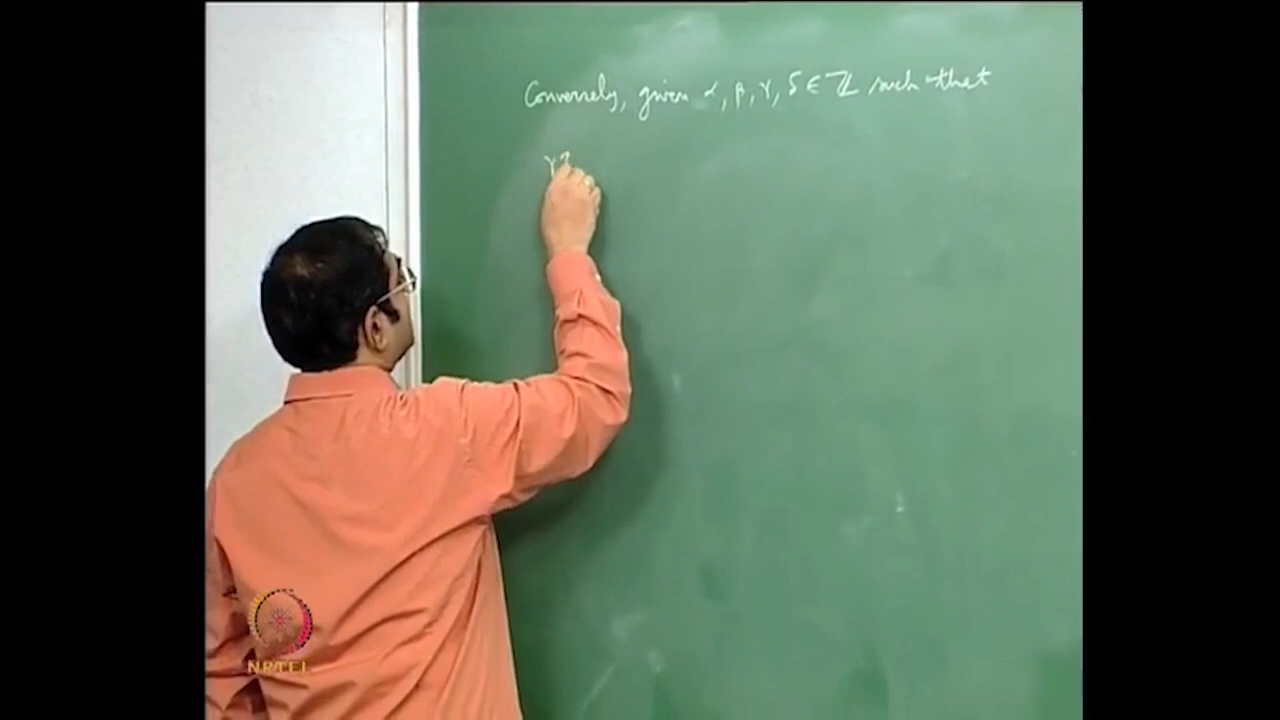 Conversely, given α, β, γ, δ ∈ ℤ such that
γ
NPTEL